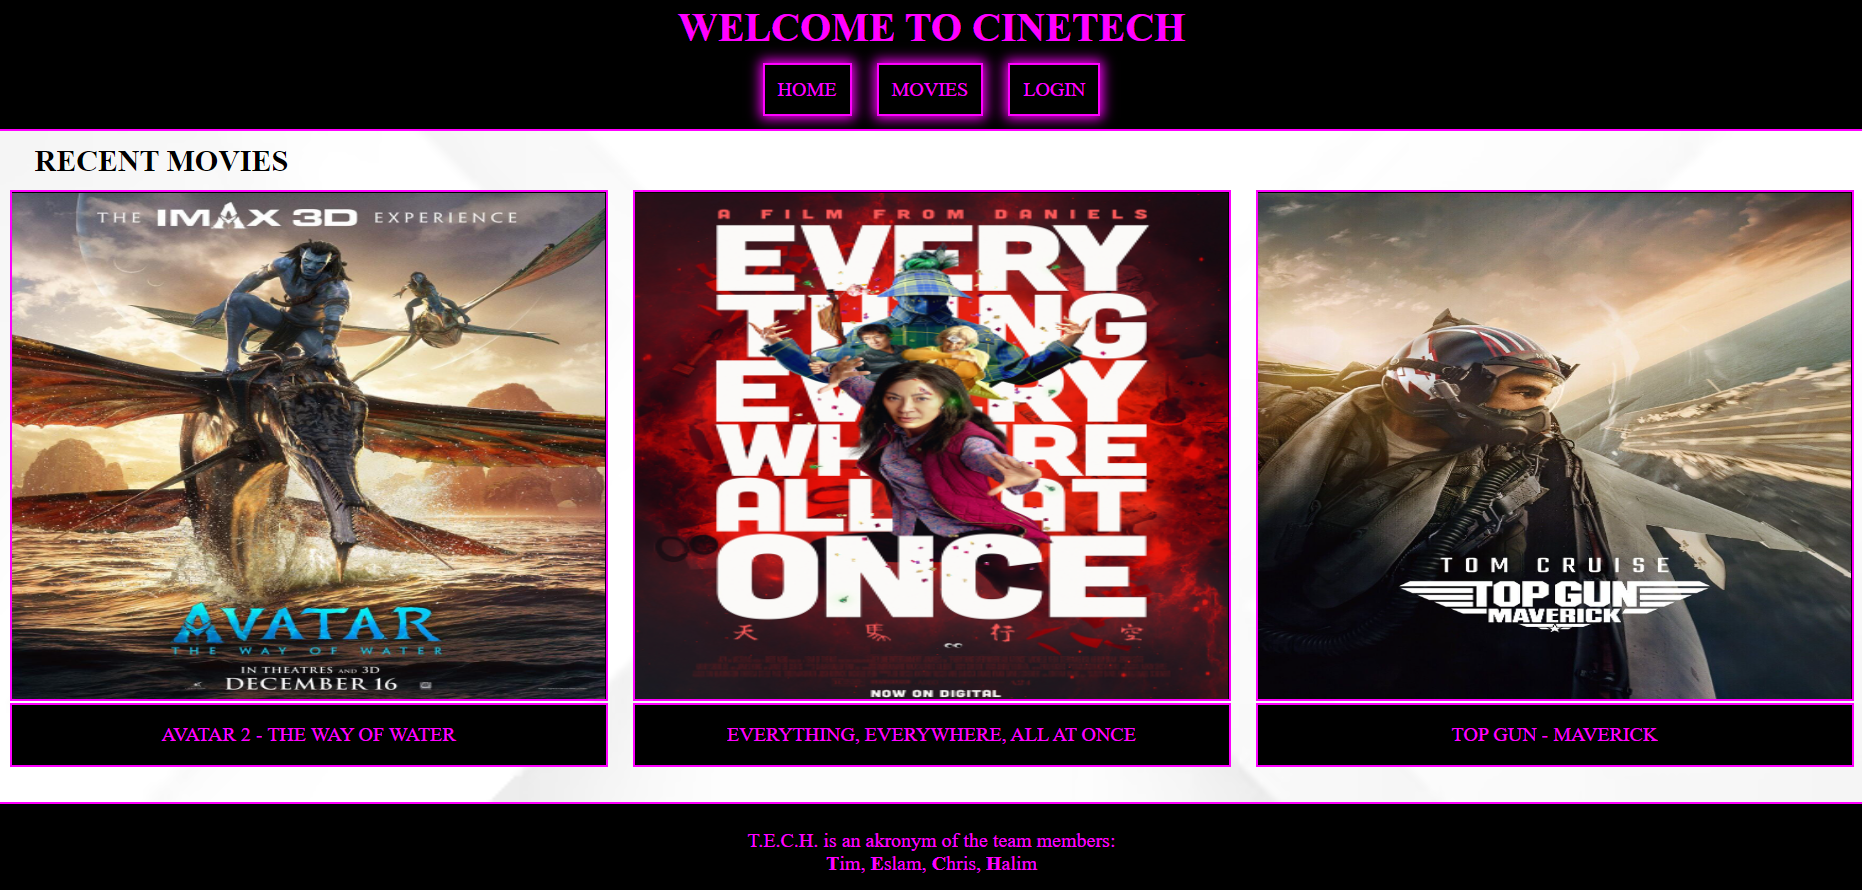 WELCOME TO CINETECH
HOME MOVIES LOGIN
RECENT MOVIES
THE IMAX 3D EXPERIENCE
AVATAR
THE WAY OF WATER
IN THEATRES AND 3D
DECEMBER 16
A FILM FROM DANIELS
EVERY
THING
EVERY
WHERE
ALL AT
ONCE
天 馬 行 空
NOW ON DIGITAL
TOM CRUISE
TOP GUN
MAVERICK
AVATAR 2 - THE WAY OF WATER
EVERYTHING, EVERYWHERE, ALL AT ONCE
TOP GUN - MAVERICK
T.E.C.H. is an akronym of the team members:
Tim, Eslam, Chris, Halim